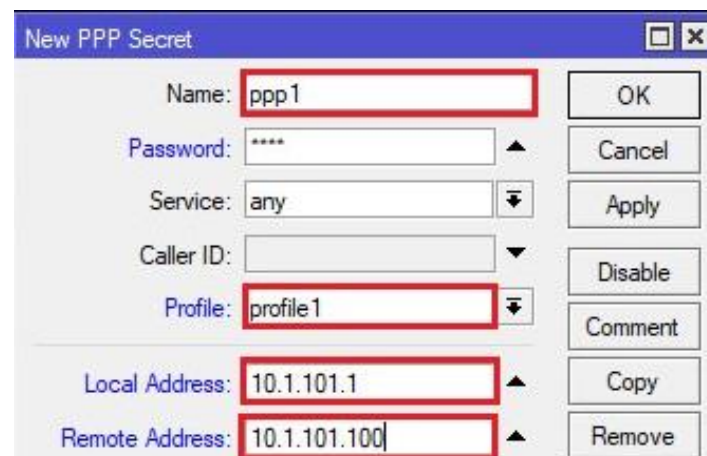 New PPP Secret
Name: ppp1 OK
Password: **** Cancel
Service: any Apply
Caller ID:
Disable
Profile: profile1
Comment
Local Address: 10.1.101.1 Copy
Remote Address: 10.1.101.100 Remove